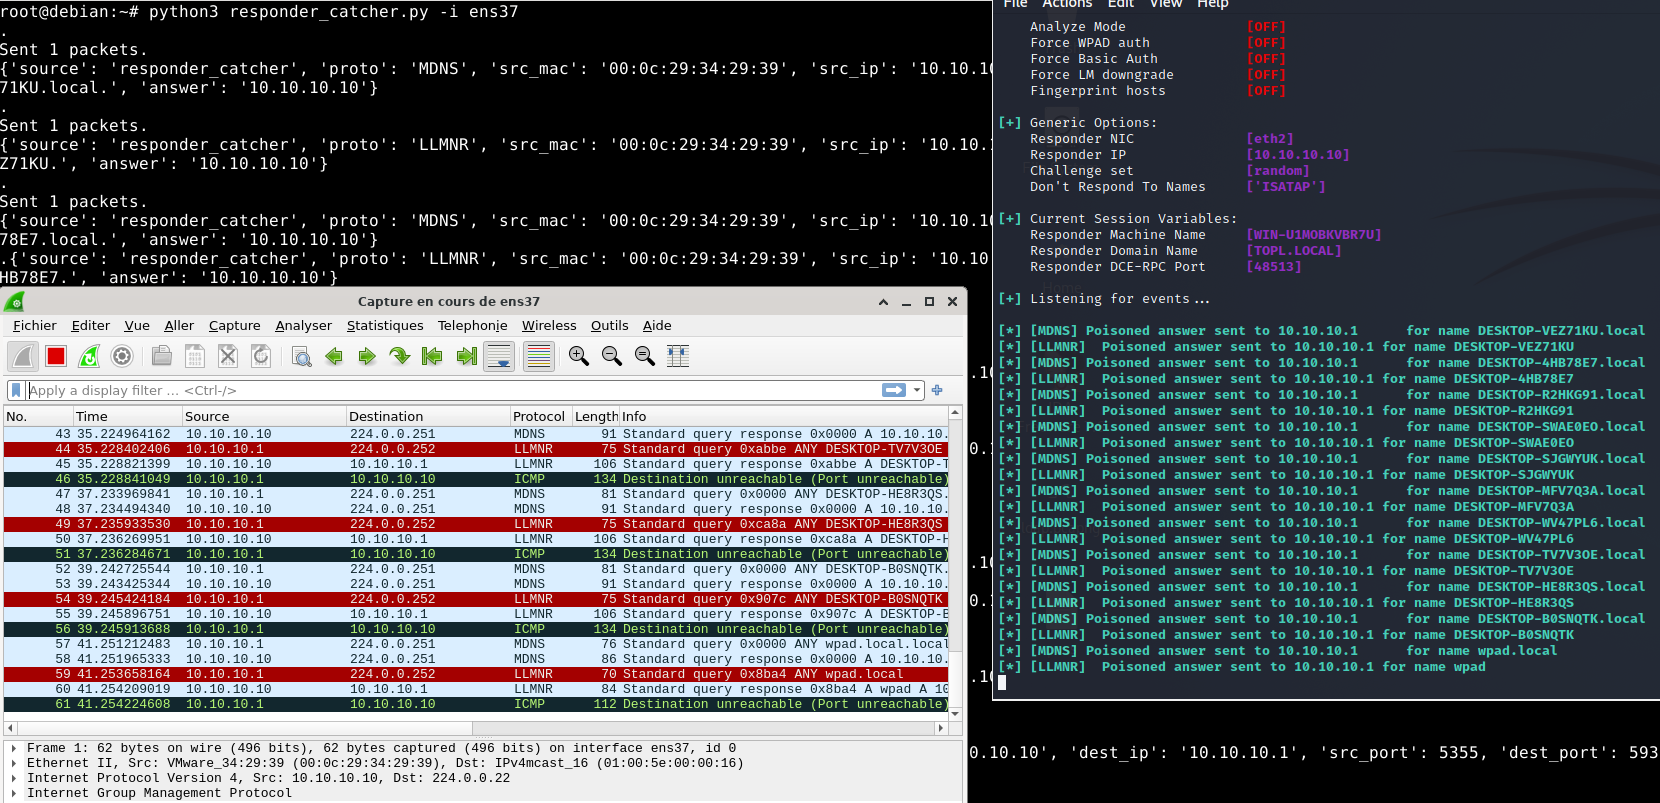 root@debian:~# python3 responder_catcher.py -i ens37
.
Sent 1 packets.
{'source': 'responder_catcher', 'proto': 'MDNS', 'src_mac': '00:0c:29:34:29:39', 'src_ip': '10.10.10
71KU.local.', 'answer': '10.10.10.10'}
.
Sent 1 packets.
{'source': 'responder_catcher', 'proto': 'LLMNR', 'src_mac': '00:0c:29:34:29:39', 'src_ip': '10.10.
Z71KU.', 'answer': '10.10.10.10'}
.
Sent 1 packets.
{'source': 'responder_catcher', 'proto': 'MDNS', 'src_mac': '00:0c:29:34:29:39', 'src_ip': '10.10.10
78E7.local.', 'answer': '10.10.10.10'}
.{'source': 'responder_catcher', 'proto': 'LLMNR', 'src_mac': '00:0c:29:34:29:39', 'src_ip': '10.10
HB78E7.', 'answer': '10.10.10.10'}
Capture en cours de ens37
Fichier Editer Vue Aller Capture Analyser Statistiques Telephonie Wireless Outils Aide
Apply a display filter ... <Ctrl-/>
No. Time Source Destination Protocol Length Info
43 35.224964162 10.10.10.10 224.0.0.251 MDNS 91 Standard query response 0x0000 A 10.10.10.
44 35.228402406 10.10.10.1 224.0.0.252 LLMNR 75 Standard query 0xabbe ANY DESKTOP-TV7V3OE
45 35.228821399 10.10.10.10 10.10.10.1 LLMNR 106 Standard query response 0xabbe A DESKTOP-T
46 35.228841049 10.10.10.1 10.10.10.10 ICMP 134 Destination unreachable (Port unreachable)
47 37.233969841 10.10.10.1 224.0.0.251 MDNS 81 Standard query 0x0000 ANY DESKTOP-HE8R3QS.
48 37.234494340 10.10.10.10 224.0.0.251 MDNS 91 Standard query response 0x0000 A 10.10.10.
49 37.235933530 10.10.10.1 224.0.0.252 LLMNR 75 Standard query 0xca8a ANY DESKTOP-HE8R3QS
50 37.236269951 10.10.10.10 10.10.10.1 LLMNR 106 Standard query response 0xca8a A DESKTOP-H
51 37.236284671 10.10.10.1 10.10.10.10 ICMP 134 Destination unreachable (Port unreachable)
52 39.242725544 10.10.10.1 224.0.0.251 MDNS 81 Standard query 0x0000 ANY DESKTOP-B0SNQTK.
53 39.243425344 10.10.10.10 224.0.0.251 MDNS 91 Standard query response 0x0000 A 10.10.10.
54 39.245424184 10.10.10.1 224.0.0.252 LLMNR 75 Standard query 0x907c ANY DESKTOP-B0SNQTK
55 39.245896751 10.10.10.10 10.10.10.1 LLMNR 106 Standard query response 0x907c A DESKTOP-B
56 39.245913688 10.10.10.1 10.10.10.10 ICMP 134 Destination unreachable (Port unreachable)
57 41.251212483 10.10.10.1 224.0.0.251 MDNS 76 Standard query 0x0000 ANY wpad.local.local
58 41.251965333 10.10.10.10 224.0.0.251 MDNS 86 Standard query response 0x0000 A 10.10.10.
59 41.253658164 10.10.10.1 224.0.0.252 LLMNR 70 Standard query 0x8ba4 ANY wpad.local
60 41.254209019 10.10.10.10 10.10.10.1 LLMNR 84 Standard query response 0x8ba4 A wpad A 10
61 41.254224608 10.10.10.1 10.10.10.10 ICMP 112 Destination unreachable (Port unreachable)
Frame 1: 62 bytes on wire (496 bits), 62 bytes captured (496 bits) on interface ens37, id 0
Ethernet II, Src: VMware_34:29:39 (00:0c:29:34:29:39), Dst: IPv4mcast_16 (01:00:5e:00:00:16)
Internet Protocol Version 4, Src: 10.10.10.10, Dst: 224.0.0.22
Internet Group Management Protocol
File Actions Edit View Help
Analyze Mode [OFF]
Force WPAD auth [OFF]
Force Basic Auth [OFF]
Force LM downgrade [OFF]
Fingerprint hosts [OFF]
[+] Generic Options:
Responder NIC [eth2]
Responder IP [10.10.10.10]
Challenge set [random]
Don't Respond To Names ['ISATAP']
[+] Current Session Variables:
Responder Machine Name [WIN-U1MOBKVBR7U]
Responder Domain Name [TOPL.LOCAL]
Responder DCE-RPC Port [48513]
[+] Listening for events...
[*] [MDNS] Poisoned answer sent to 10.10.10.1 for name DESKTOP-VEZ71KU.local
[*] [LLMNR] Poisoned answer sent to 10.10.10.1 for name DESKTOP-VEZ71KU
[*] [MDNS] Poisoned answer sent to 10.10.10.1 for name DESKTOP-4HB78E7.local
[*] [LLMNR] Poisoned answer sent to 10.10.10.1 for name DESKTOP-4HB78E7
[*] [MDNS] Poisoned answer sent to 10.10.10.1 for name DESKTOP-R2HKG91.local
[*] [LLMNR] Poisoned answer sent to 10.10.10.1 for name DESKTOP-R2HKG91
[*] [MDNS] Poisoned answer sent to 10.10.10.1 for name DESKTOP-SWAE0EO.local
[*] [LLMNR] Poisoned answer sent to 10.10.10.1 for name DESKTOP-SWAE0EO
[*] [MDNS] Poisoned answer sent to 10.10.10.1 for name DESKTOP-SJGWYUK.local
[*] [LLMNR] Poisoned answer sent to 10.10.10.1 for name DESKTOP-SJGWYUK
[*] [MDNS] Poisoned answer sent to 10.10.10.1 for name DESKTOP-MFV7Q3A.local
[*] [LLMNR] Poisoned answer sent to 10.10.10.1 for name DESKTOP-MFV7Q3A
[*] [MDNS] Poisoned answer sent to 10.10.10.1 for name DESKTOP-WV47PL6.local
[*] [LLMNR] Poisoned answer sent to 10.10.10.1 for name DESKTOP-WV47PL6
[*] [MDNS] Poisoned answer sent to 10.10.10.1 for name DESKTOP-TV7V3OE.local
[*] [LLMNR] Poisoned answer sent to 10.10.10.1 for name DESKTOP-TV7V3OE
[*] [MDNS] Poisoned answer sent to 10.10.10.1 for name DESKTOP-HE8R3QS.local
[*] [LLMNR] Poisoned answer sent to 10.10.10.1 for name DESKTOP-HE8R3QS
[*] [MDNS] Poisoned answer sent to 10.10.10.1 for name DESKTOP-B0SNQTK.local
[*] [LLMNR] Poisoned answer sent to 10.10.10.1 for name DESKTOP-B0SNQTK
[*] [MDNS] Poisoned answer sent to 10.10.10.1 for name wpad.local
[*] [LLMNR] Poisoned answer sent to 10.10.10.1 for name wpad
0.10.10', 'dest_ip': '10.10.10.1', 'src_port': 5355, 'dest_port': 593